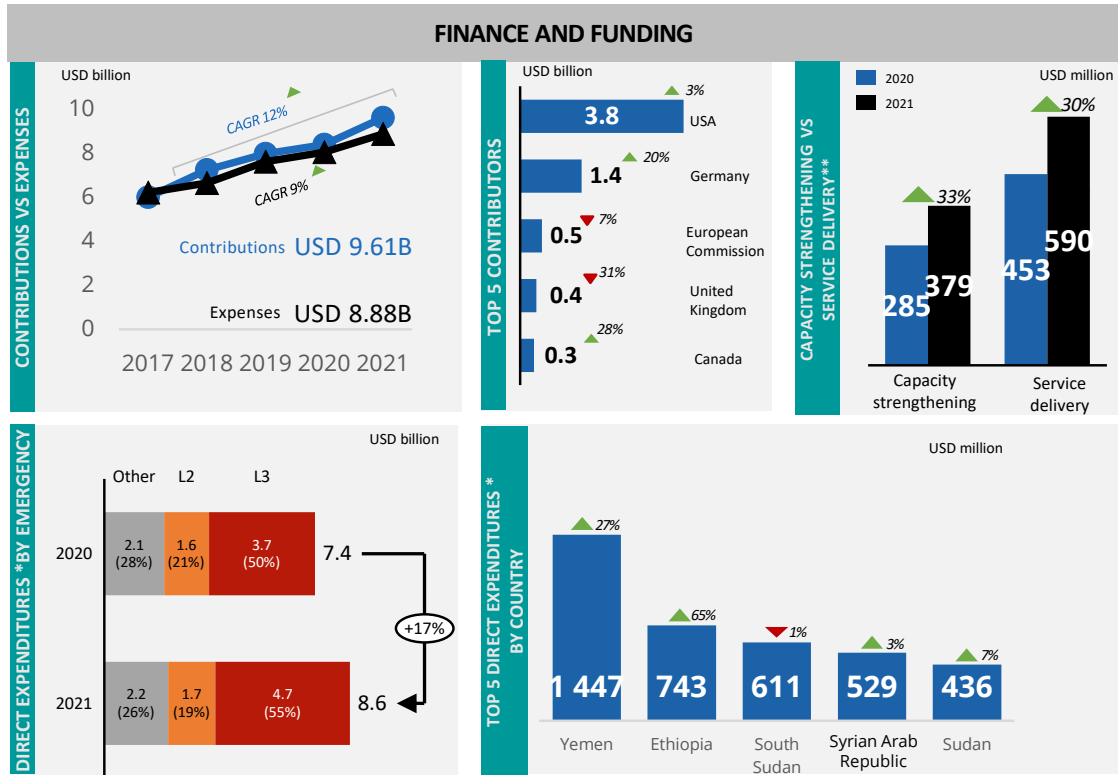 FINANCE AND FUNDING
CONTRIBUTIONS VS EXPENSES
USD billion
10
8
6
4
2
0
CAGR 12%
CAGR 9%
Contributions USD 9.61B
Expenses USD 8.88B
2017 2018 2019 2020 2021
TOP 5 CONTRIBUTORS
USD billion
3%
3.8
USA
20%
1.4
Germany
7%
0.5
European
Commission
31%
0.4
United
Kingdom
28%
0.3
Canada
CAPACITY STRENGTHENING VS
SERVICE DELIVERY**
2020
2021
USD million
33%
30%
285
379
453
590
Capacity
strengthening
Service
delivery
DIRECT EXPENDITURES *BY EMERGENCY
USD billion
Other L2 L3
2020
2.1
(28%)
1.6
(21%)
3.7
(50%)
7.4
+17%
2021
2.2
(26%)
1.7
(19%)
4.7
(55%)
8.6
TOP 5 DIRECT EXPENDITURES *
BY COUNTRY
USD million
27%
65%
1%
3%
7%
1 447
743
611
529
436
Yemen
Ethiopia
South
Sudan
Syrian Arab
Republic
Sudan